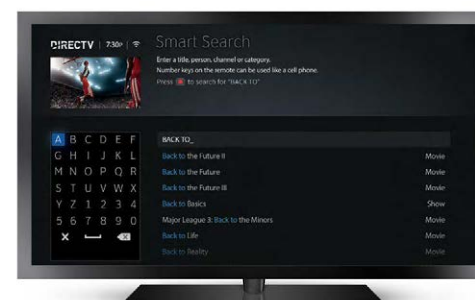 DIRECTV | 7:30P
Smart Search
Enter a title, person, channel or category.
Number keys on the remote can be used like a cell phone.
Press to search for "BACK TO"
A B C D E F
G H I J K L
M N O P Q R
S T U V W X
Y Z 1 2 3 4
5 6 7 8 9 0
BACK TO_
Back to the Future II Movie
Back to the Future Movie
Back to the Future III Movie
Back to Basics Show
Major League 3: Back to the Minors Movie
Back to Life Movie
Back to Reality Movie